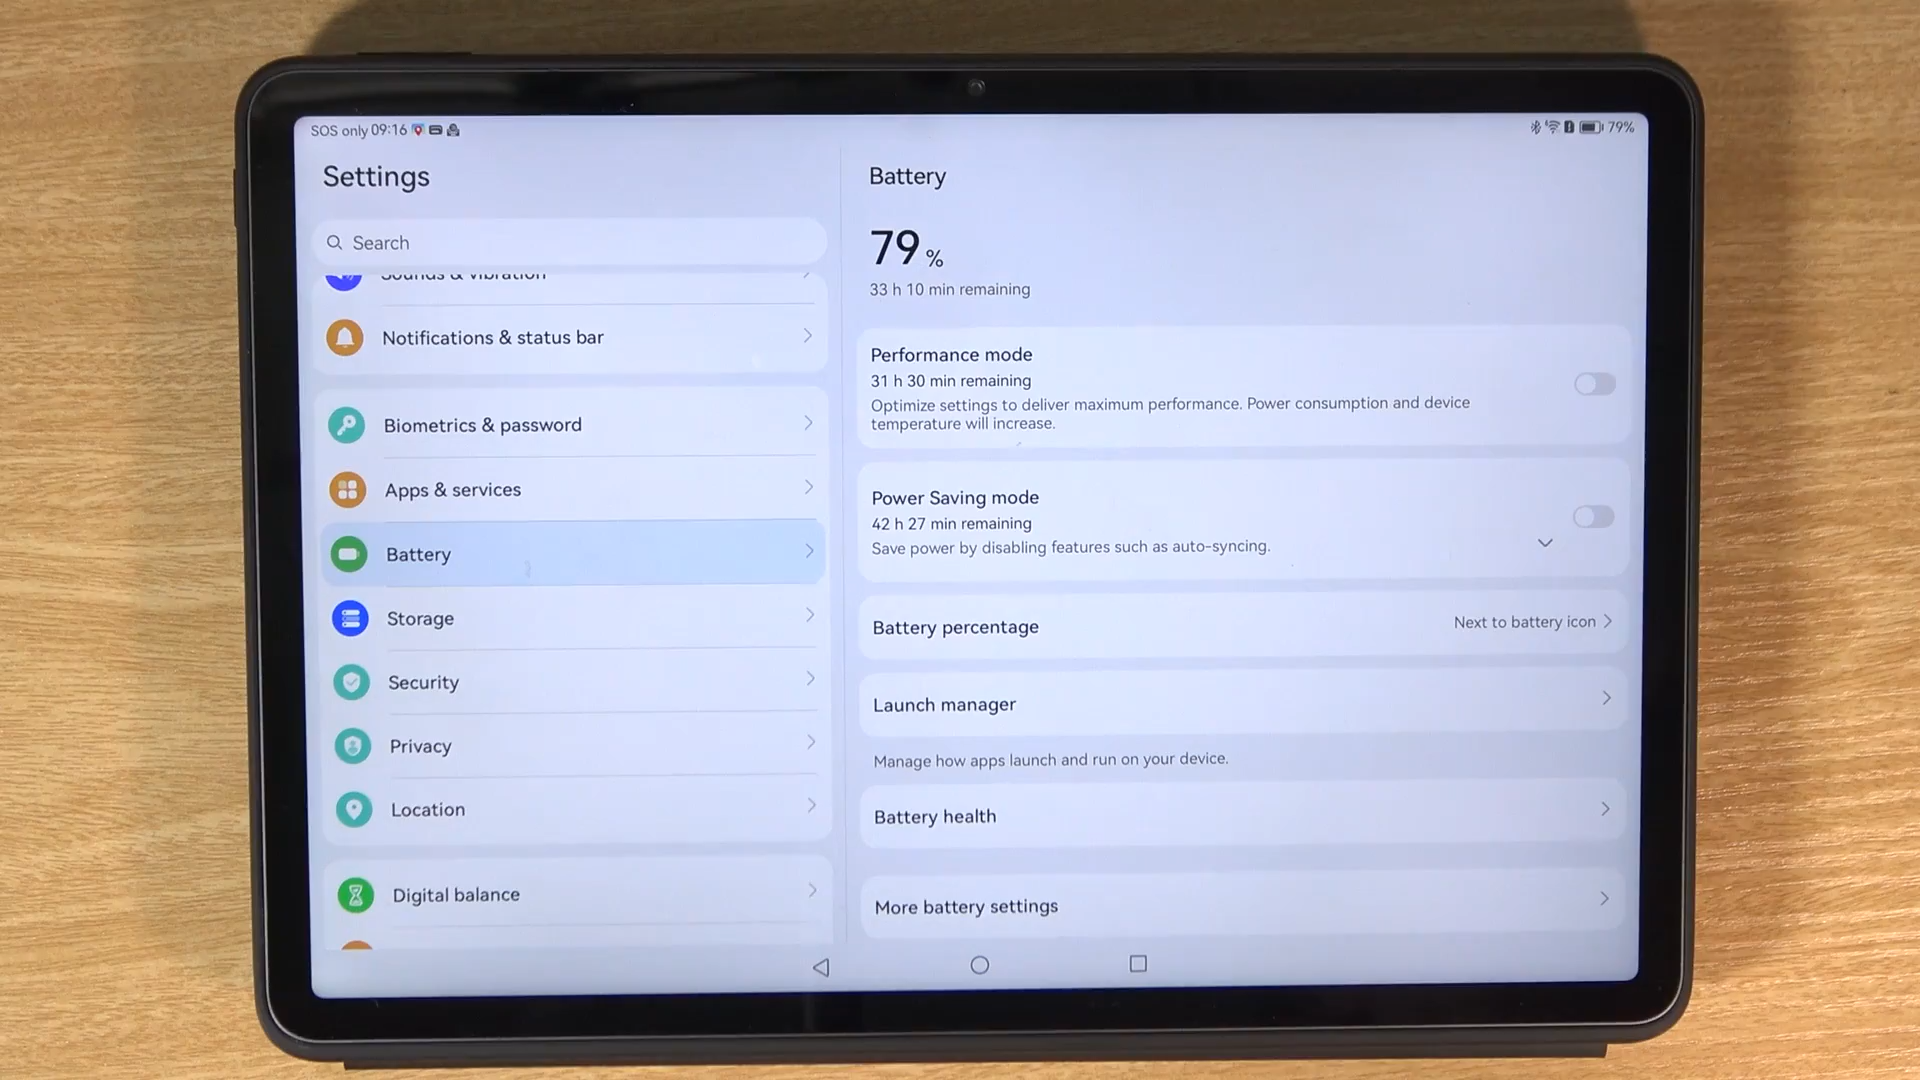 SOS only 09:16
79%
Settings
Search
Sounds & vibration
Notifications & status bar
Biometrics & password
Apps & services
Battery
Storage
Security
Privacy
Location
Digital balance
Battery
79 %
33 h 10 min remaining
Performance mode
31 h 30 min remaining
Optimize settings to deliver maximum performance. Power consumption and device
temperature will increase.
Power Saving mode
42 h 27 min remaining
Save power by disabling features such as auto-syncing.
Battery percentage
Next to battery icon
Launch manager
Manage how apps launch and run on your device.
Battery health
More battery settings